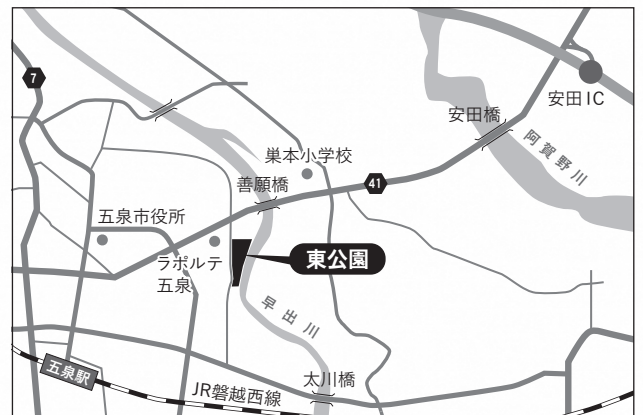 7
安田IC
安田橋
阿賀野川
巣本小学校
善願橋
41
五泉市役所
ラポルテ
五泉
東公園
早出川
五泉駅
JR磐越西線
太川橋